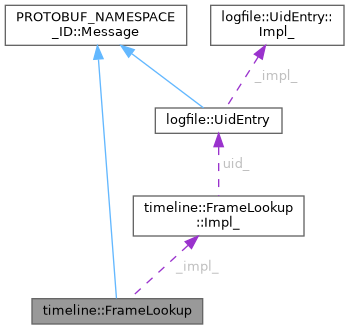 PROTOBUF_NAMESPACE
_ID::Message
logfile::UidEntry::
Impl_
_impl_
logfile::UidEntry
uid_
timeline::FrameLookup
::Impl_
_impl_
timeline::FrameLookup